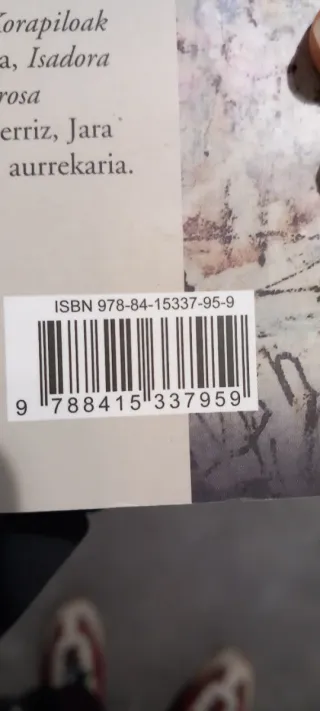 Korapiloak
a, Isadora
rosa
erriz, Jara
aurrekaria.
ISBN 978-84-15337-95-9
9 788415 337959